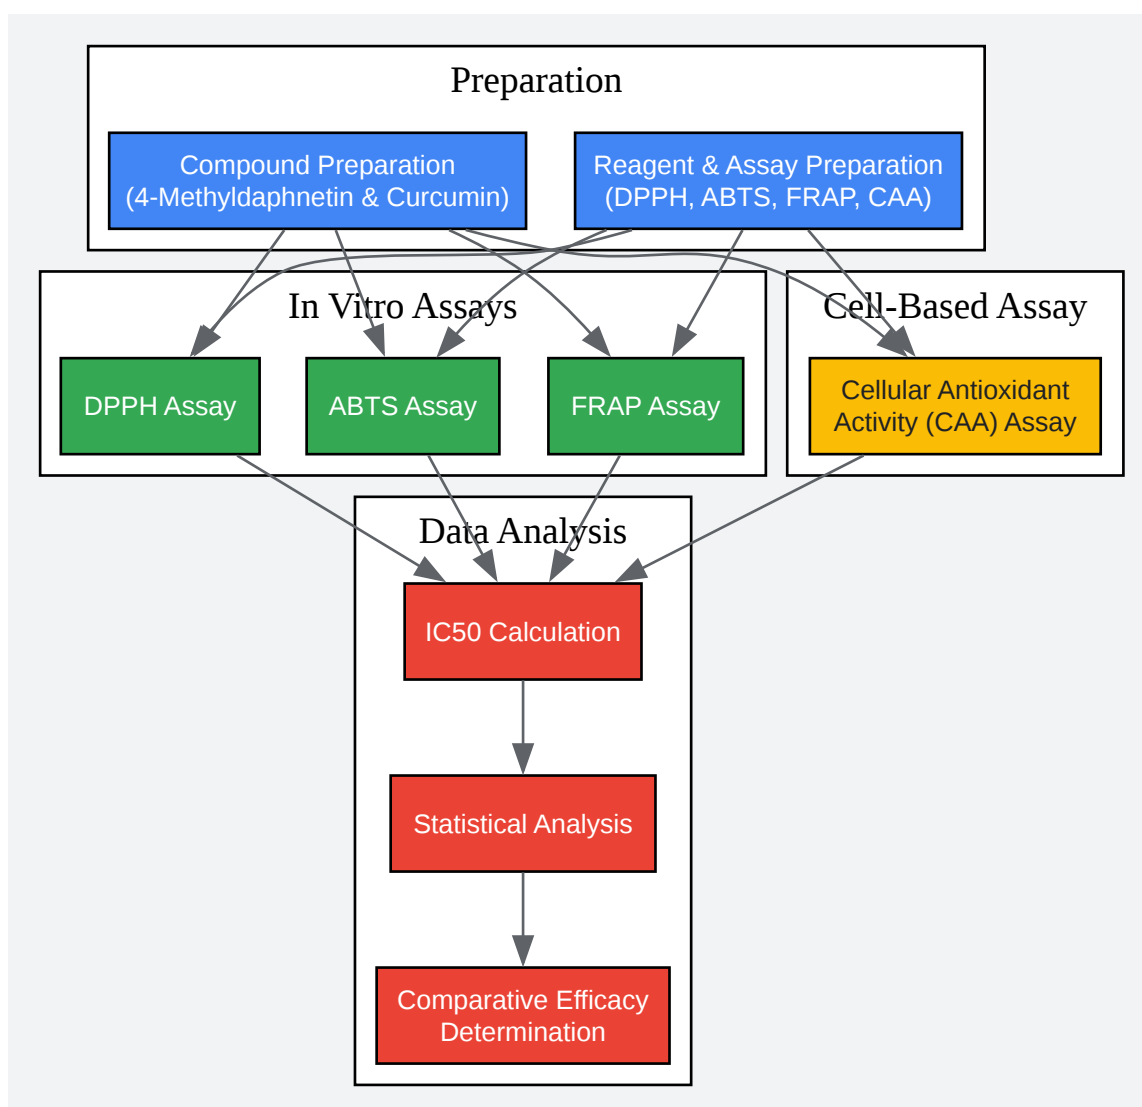 Preparation
Compound Preparation
(4-Methyldaphnetin & Curcumin)
Reagent & Assay Preparation
(DPPH, ABTS, FRAP, CAA)
In Vitro Assays
Cell-Based Assay
DPPH Assay
ABTS Assay
FRAP Assay
Cellular Antioxidant
Activity (CAA) Assay
Data Analysis
IC50 Calculation
Statistical Analysis
Comparative Efficacy
Determination